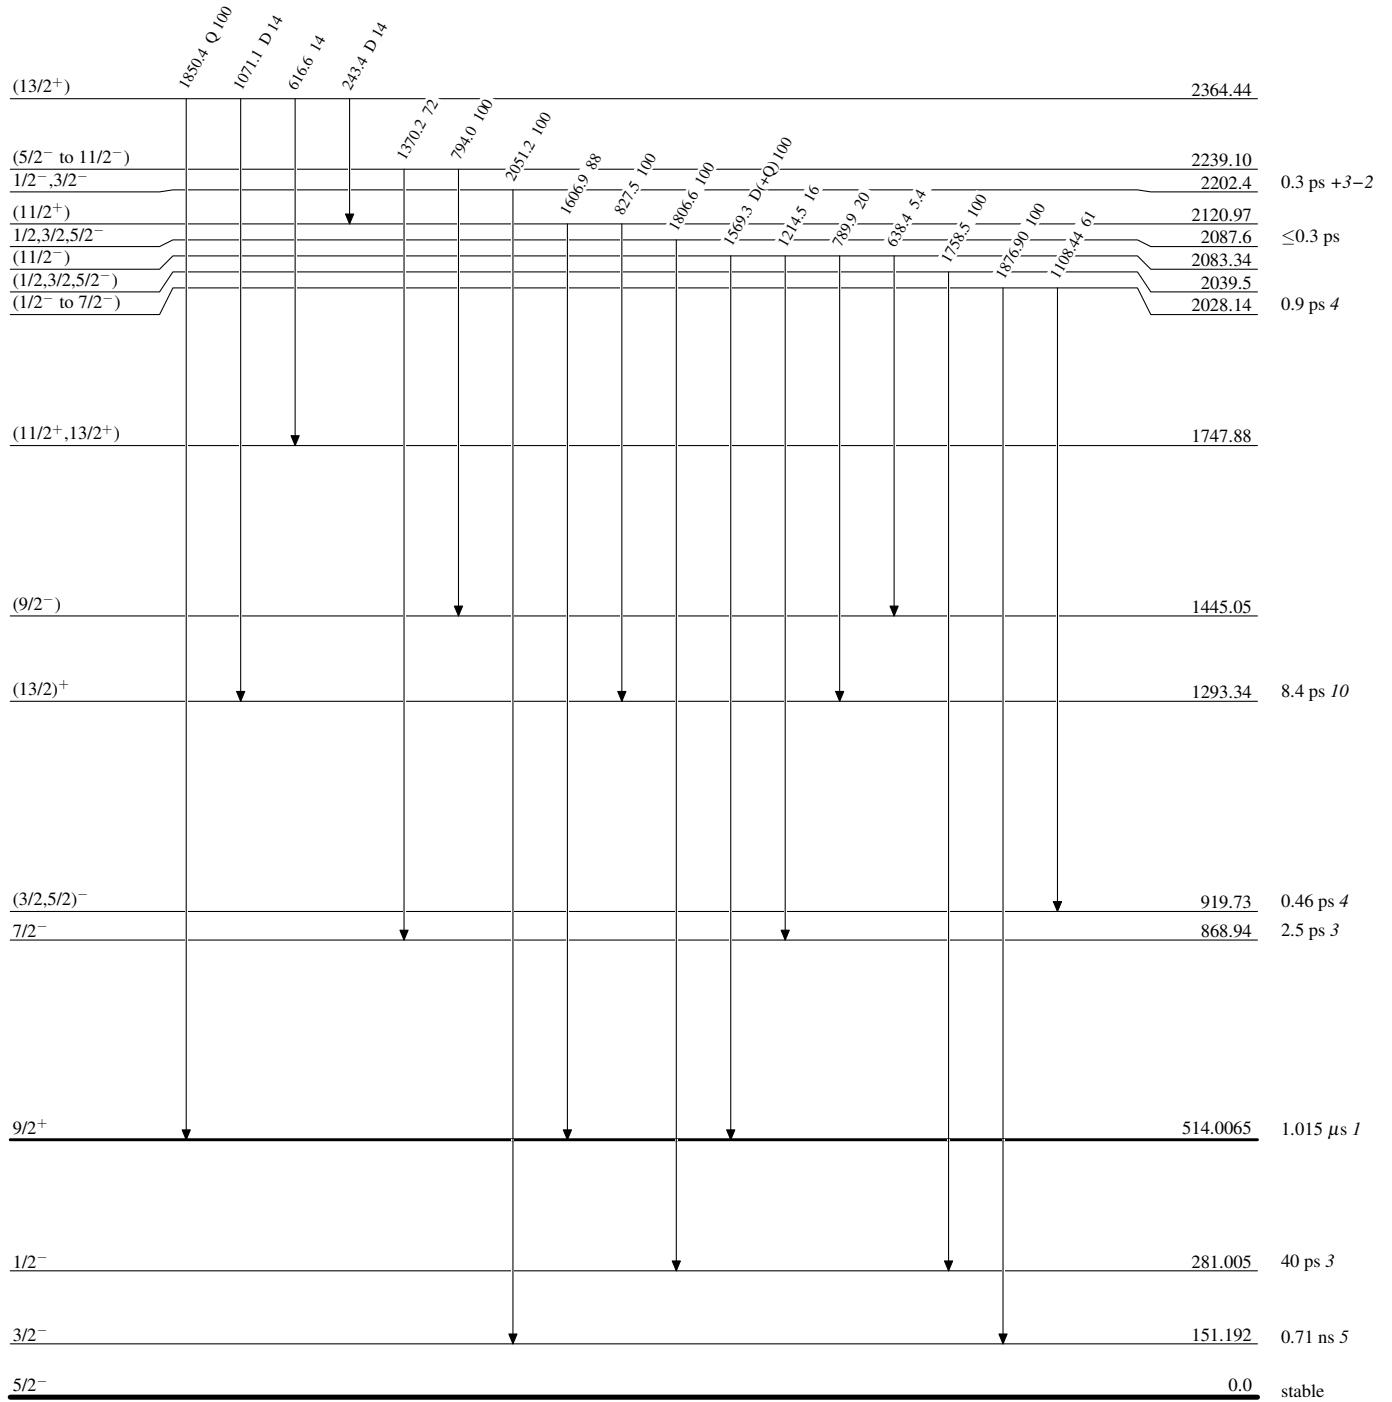 1850.4 Q 100
1071.1 D 14
616.6 14
243.4 D 14
(13/2⁺) 2364.44
1370.2 72
794.0 100
2051.2 100
(5/2⁻ to 11/2⁻) 2239.10
1/2⁻,3/2⁻ 2202.4 0.3 ps +3−2
1606.9 88
827.5 100
1806.6 100
1569.3 D(+Q) 100
1214.5 16
789.9 20
638.4 5.4
1758.5 100
1876.90 100
1108.44 61
(11/2⁺) 2120.97
1/2,3/2,5/2⁻ 2087.6 ≤0.3 ps
(11/2⁻) 2083.34
(1/2,3/2,5/2⁻) 2039.5
(1/2⁻ to 7/2⁻) 2028.14 0.9 ps 4
(11/2⁺,13/2⁺) 1747.88
(9/2⁻) 1445.05
(13/2)⁺ 1293.34 8.4 ps 10
(3/2,5/2)⁻ 919.73 0.46 ps 4
7/2⁻ 868.94 2.5 ps 3
9/2⁺ 514.0065 1.015 μs 1
1/2⁻ 281.005 40 ps 3
3/2⁻ 151.192 0.71 ns 5
5/2⁻ 0.0 stable